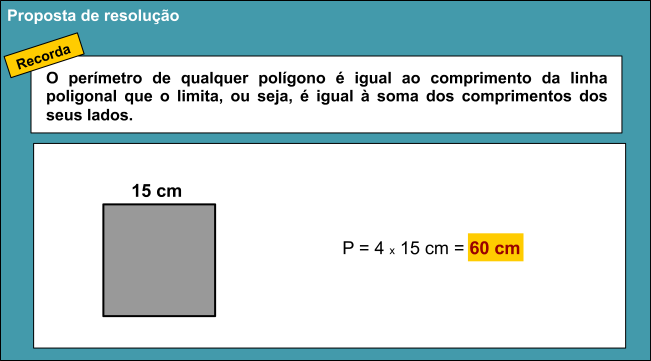 Proposta de resolução
Recorda
O perímetro de qualquer polígono é igual ao comprimento da linha
poligonal que o limita, ou seja, é igual à soma dos comprimentos dos
seus lados.
15 cm
P = 4 x 15 cm = 60 cm